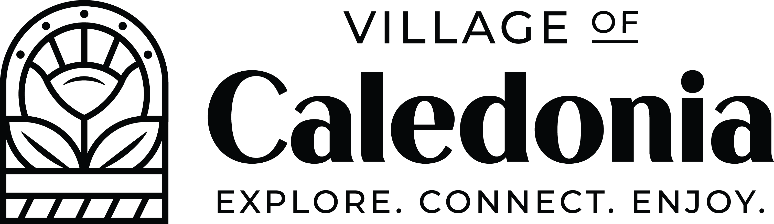 VILLAGE OF
Caledonia
EXPLORE. CONNECT. ENJOY.